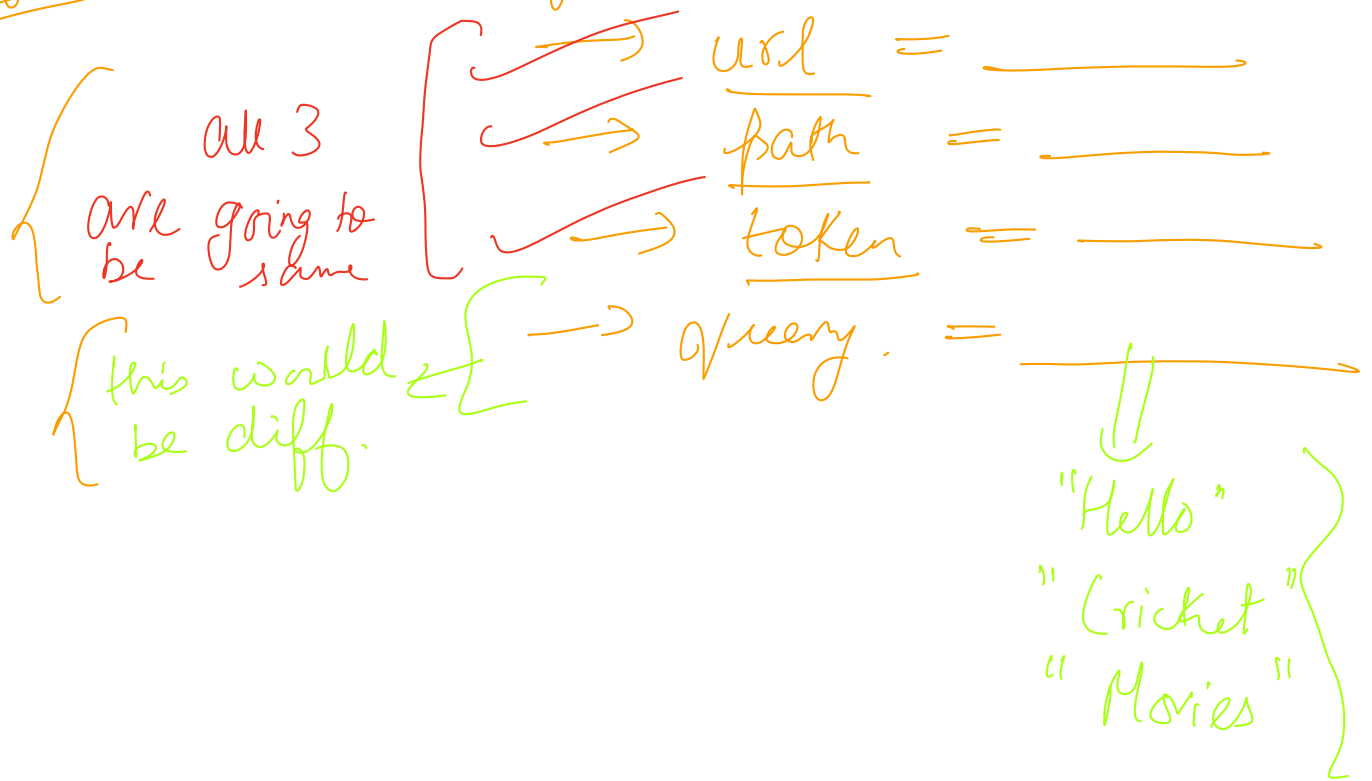 url =
all 3
path =
are going to
be same
token =
query. =
this would
be diff.
"Hello"
"Cricket"
"Movies"